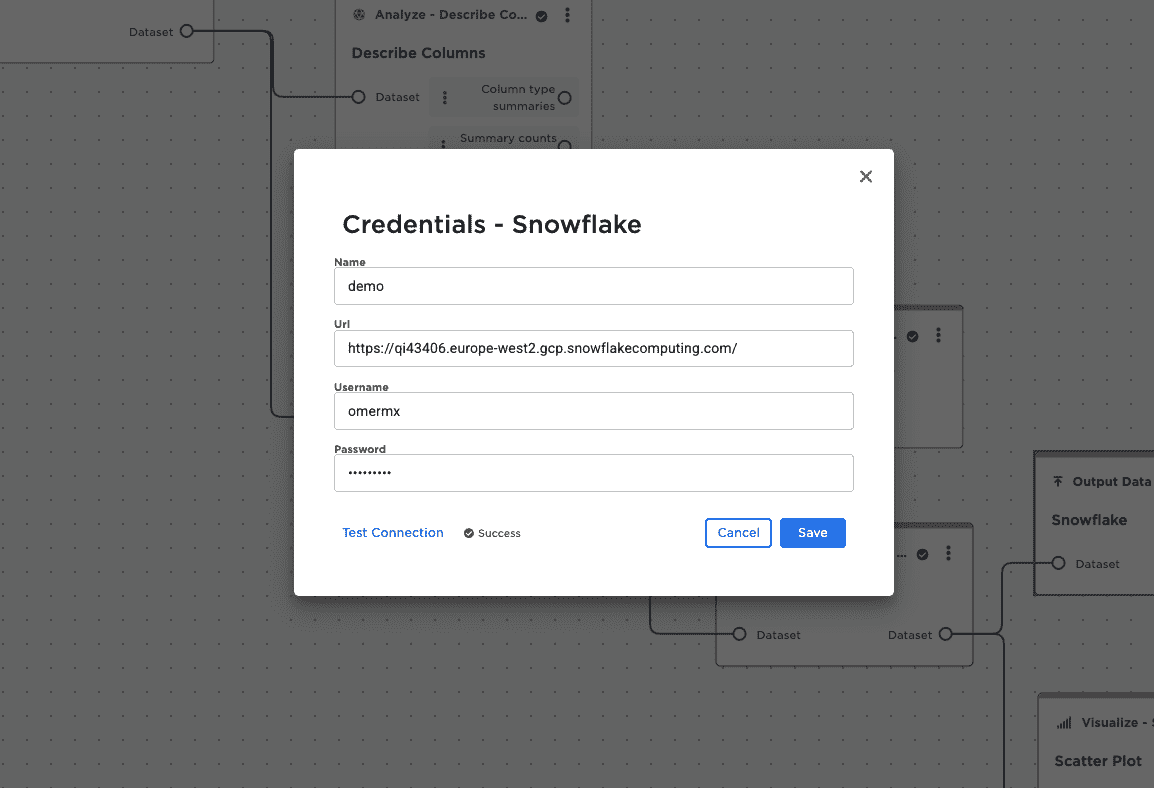 Dataset
Analyze - Describe Co...
Describe Columns
Dataset
Column type
summaries
Summary counts
Credentials - Snowflake
Name
demo
Url
https://qi43406.europe-west2.gcp.snowflakecomputing.com/
Username
omermx
Password
•••••••••
Test Connection
Success
Cancel
Save
Output Data
Snowflake
Dataset
...
Dataset
Dataset
Visualize -
Scatter Plot